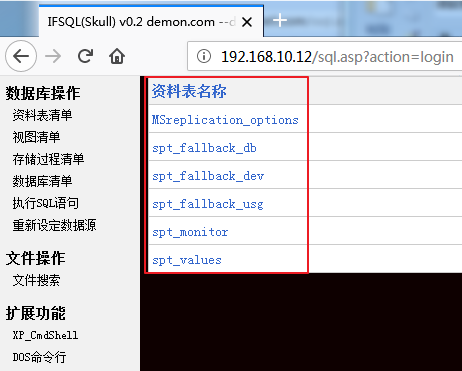 IFSQL(Skull) v0.2 demon.com --d
192.168.10.12/sql.asp?action=login
数据库操作
资料表清单
视图清单
存储过程清单
数据库清单
执行SQL语句
重新设定数据源
文件操作
文件搜索
扩展功能
XP_CmdShell
DOS命令行
资料表名称
MSreplication_options
spt_fallback_db
spt_fallback_dev
spt_fallback_usg
spt_monitor
spt_values